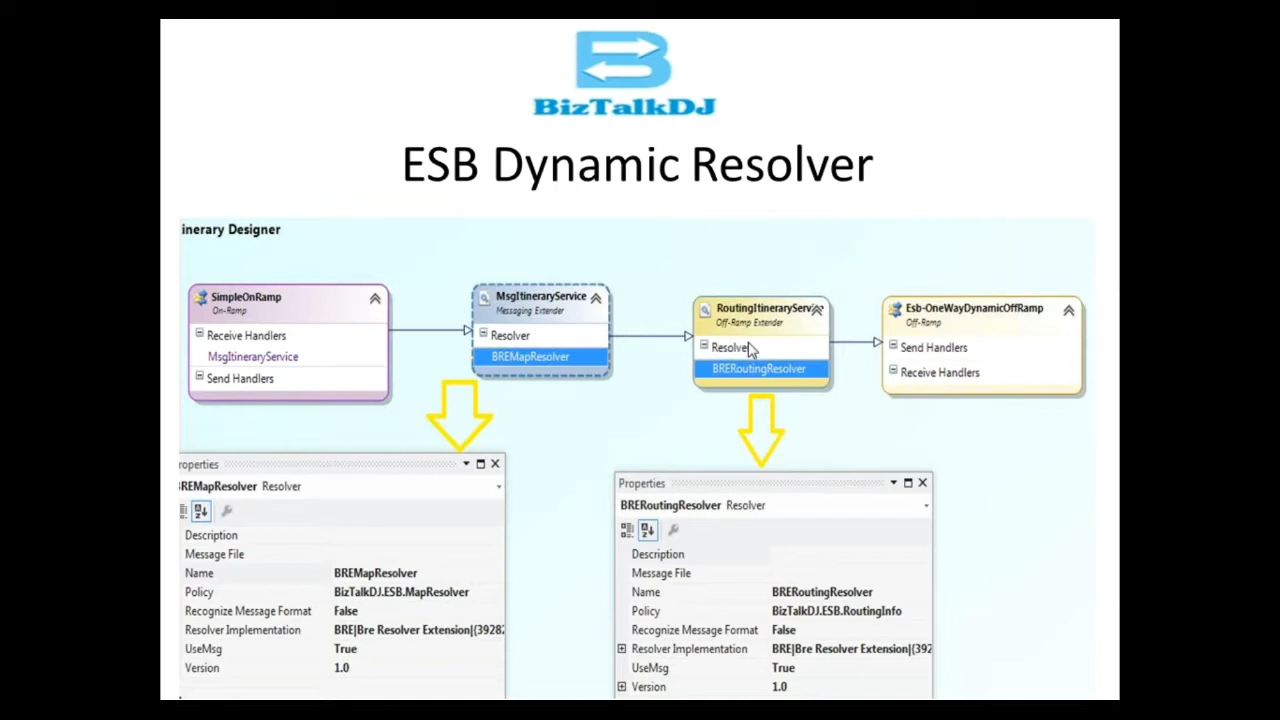 BizTalkDJ
ESB Dynamic Resolver
inerary Designer
SimpleOnRamp
On-Ramp
Receive Handlers
MsgItineraryService
Send Handlers
MsgItineraryService
Messaging Extender
Resolver
BREMapResolver
RoutingItineraryServic
Off-Ramp Extender
Resolver
BRERoutingResolver
Esb-OneWayDynamicOffRamp
Off-Ramp
Send Handlers
Receive Handlers
roperties
BREMapResolver Resolver
Description
Message File
Name BREMapResolver
Policy BizTalkDJ.ESB.MapResolver
Recognize Message Format False
Resolver Implementation BRE|Bre Resolver Extension|{39282
UseMsg True
Version 1.0
Properties
BRERoutingResolver Resolver
Description
Message File
Name BRERoutingResolver
Policy BizTalkDJ.ESB.RoutingInfo
Recognize Message Format False
Resolver Implementation BRE|Bre Resolver Extension|{392
UseMsg True
Version 1.0